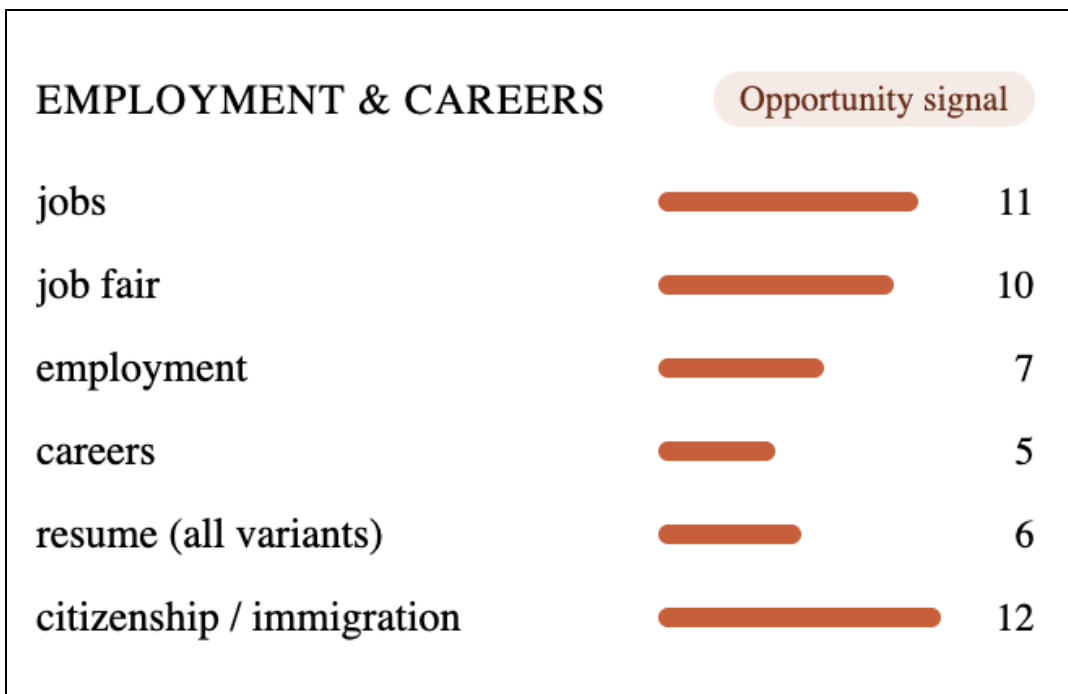 EMPLOYMENT & CAREERS Opportunity signal
jobs 11
job fair 10
employment 7
careers 5
resume (all variants) 6
citizenship / immigration 12